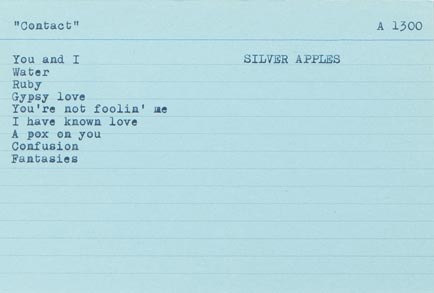 "Contact" A 1300
You and I SILVER APPLES
Water
Ruby
Gypsy love
You're not foolin' me
I have known love
A pox on you
Confusion
Fantasies